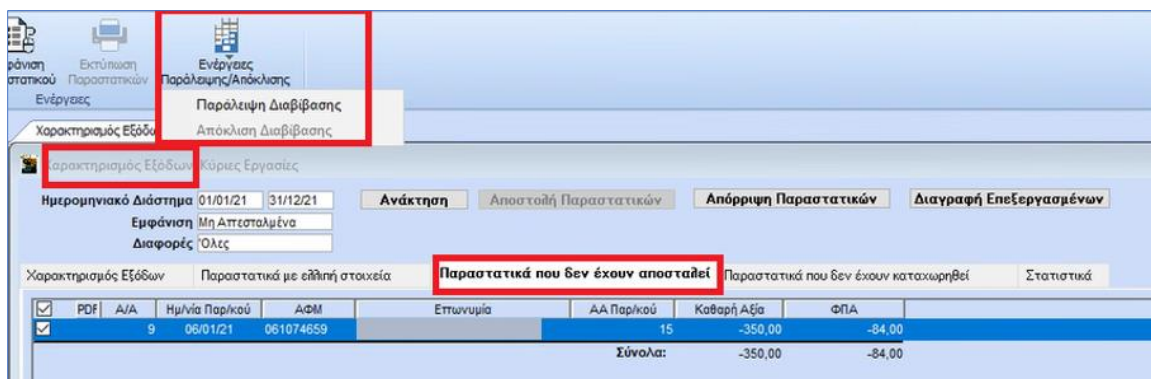 Εκτύπωση Ενέργειες
Παραστατικών Παράλειψης/Απόκλισης
Ενέργειες
Παράλειψη Διαβίβασης
Απόκλιση Διαβίβασης
Χαρακτηρισμός Εξόδω
Χαρακτηρισμός Εξόδων Κύριες Εργασίες
Ημερομηνιακό Διάστημα 01/01/21 31/12/21 Ανάκτηση Αποστολή Παραστατικών Απόρριψη Παραστατικών Διαγραφή Επεξεργασμένων
Εμφάνιση Μη Απεσταλμένα
Διαφορές Όλες
Χαρακτηρισμός Εξόδων Παραστατικά με ελλιπή στοιχεία Παραστατικά που δεν έχουν αποσταλεί Παραστατικά που δεν έχουν καταχωρηθεί Στατιστικά
PDF Α/Α Ημ/νία Παρ/κού ΑΦΜ Επωνυμία ΑΑ Παρ/κού Καθαρή Αξία ΦΠΑ
9 06/01/21 061074659 15 -350,00 -84,00
Σύνολα: -350,00 -84,00